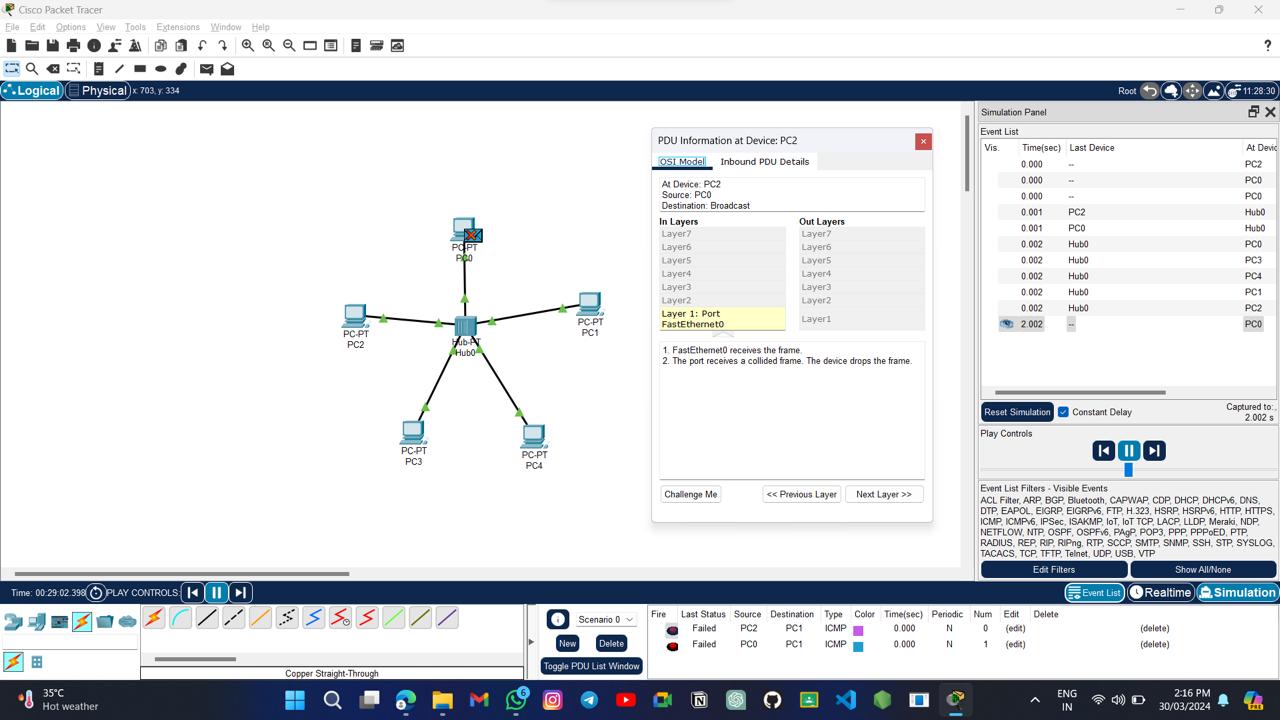 Cisco Packet Tracer
File Edit Options View Tools Extensions Window Help
?
Logical Physical x: 703, y: 334 Root 11:28:30
PC-PT
PC0
PC-PT
PC2
PC-PT
PC1
Hub-PT
Hub0
PC-PT
PC3
PC-PT
PC4
PDU Information at Device: PC2
OSI Model Inbound PDU Details
At Device: PC2
Source: PC0
Destination: Broadcast
In Layers Out Layers
Layer7 Layer7
Layer6 Layer6
Layer5 Layer5
Layer4 Layer4
Layer3 Layer3
Layer2 Layer2
Layer 1: Port
FastEthernet0
Layer1
1. FastEthernet0 receives the frame.
2. The port receives a collided frame. The device drops the frame.
Challenge Me << Previous Layer Next Layer >>
Simulation Panel
Event List
Vis. Time(sec) Last Device At Devic
0.000 -- PC2
0.000 -- PC0
0.000 -- PC0
0.001 PC2 Hub0
0.001 PC0 Hub0
0.002 Hub0 PC0
0.002 Hub0 PC3
0.002 Hub0 PC4
0.002 Hub0 PC1
0.002 Hub0 PC2
2.002 -- PC0
Reset Simulation Constant Delay
Captured to:
2.002 s
Play Controls
Event List Filters - Visible Events
ACL Filter, ARP, BGP, Bluetooth, CAPWAP, CDP, DHCP, DHCPv6, DNS,
DTP, EAPOL, EIGRP, EIGRPv6, FTP, H.323, HSRP, HSRPv6, HTTP, HTTPS,
ICMP, ICMPv6, IPSec, ISAKMP, IoT, IoT TCP, LACP, LLDP, Meraki, NDP,
NETFLOW, NTP, OSPF, OSPFv6, PAgP, POP3, PPP, PPPoED, PTP,
RADIUS, REP, RIP, RIPng, RTP, SCCP, SMTP, SNMP, SSH, STP, SYSLOG,
TACACS, TCP, TFTP, Telnet, UDP, USB, VTP
Edit Filters Show All/None
Time: 00:29:02.398 PLAY CONTROLS: Event List Realtime Simulation
Copper Straight-Through
Scenario 0
New Delete
Toggle PDU List Window
Fire Last Status Source Destination Type Color Time(sec) Periodic Num Edit Delete
Failed PC2 PC1 ICMP 0.000 N 0 (edit) (delete)
Failed PC0 PC1 ICMP 0.000 N 1 (edit) (delete)
35°C
Hot weather
6
ENG
IN
2:16 PM
30/03/2024